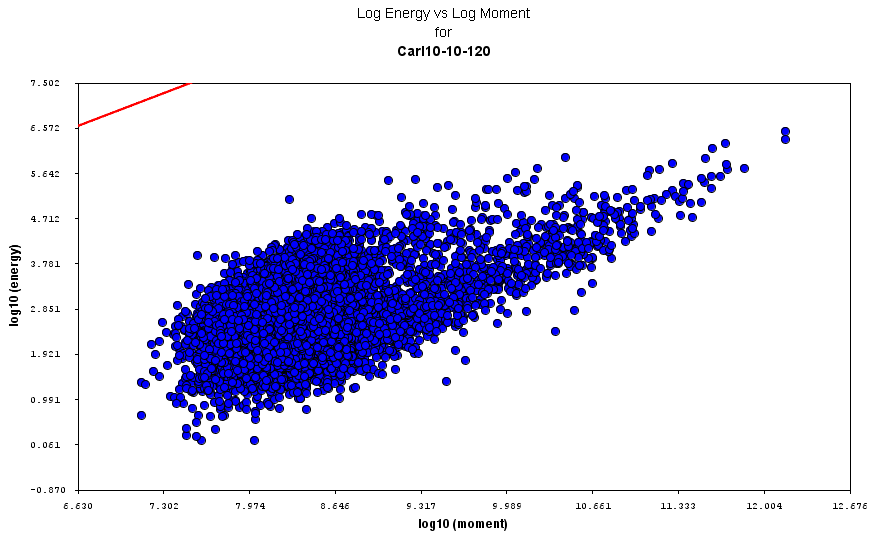 Log Energy vs Log Moment
for
Carl10-10-120
7.502
6.572
5.642
4.712
3.781
2.851
1.921
0.991
0.061
-0.870
log10 (energy)
6.630 7.302 7.974 8.646 9.317 9.989 10.661 11.333 12.004 12.676
log10 (moment)